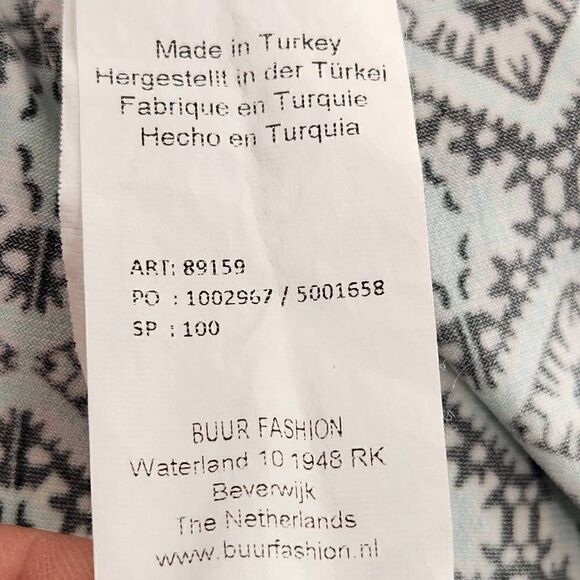 Made in Turkey
Hergestellt in der Türkei
Fabrique en Turquie
Hecho en Turquia
ART: 89159
PO : 1002967 / 5001658
SP : 100
BUUR FASHION
Waterland 10 1948 RK
Beverwijk
The Netherlands
www.buurfashion.nl